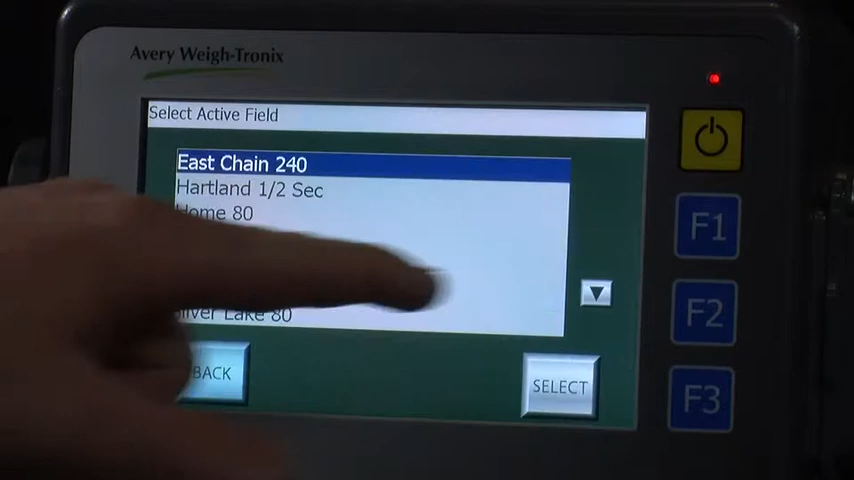 Avery Weigh-Tronix
Select Active Field
East Chain 240
Hartland 1/2 Sec
Home 80
Silver Lake 80
BACK
SELECT
F1
F2
F3